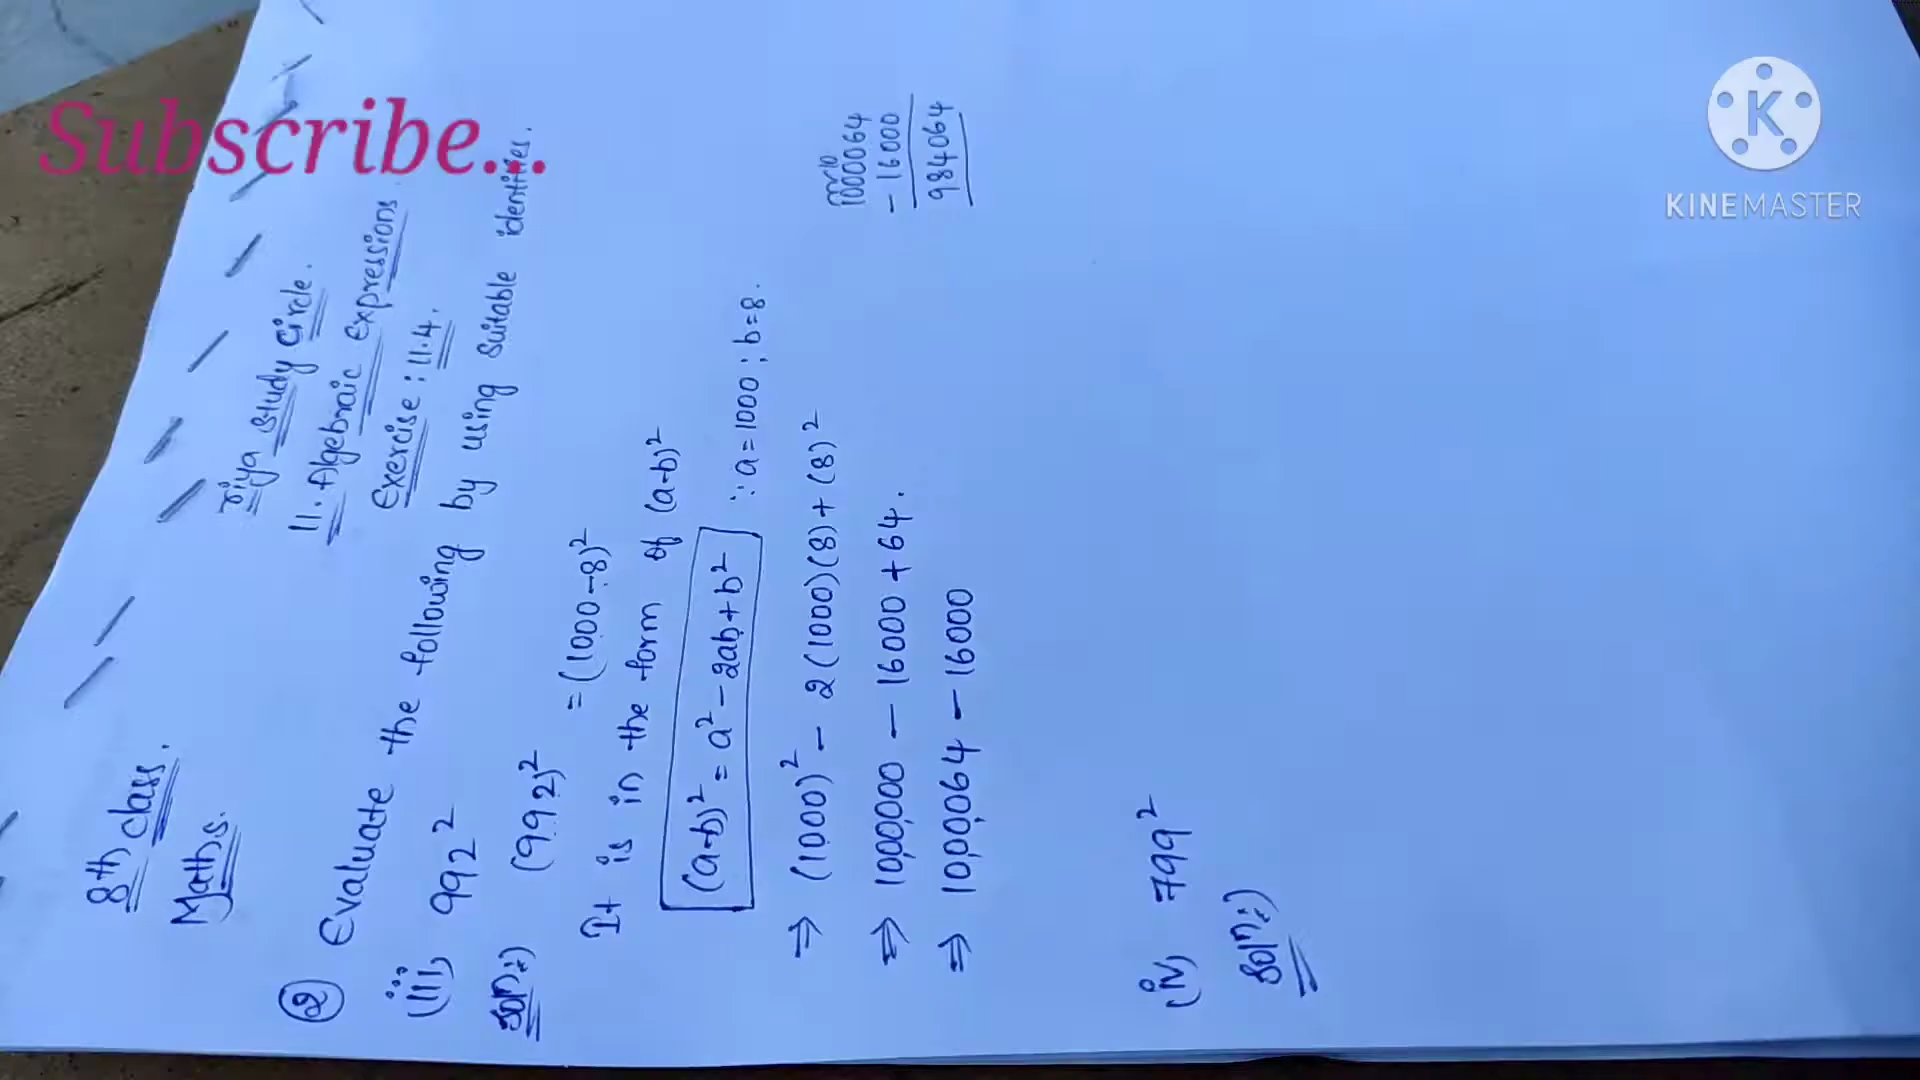 Subscribe...
KINEMASTER
riya study circle.
8th class.
11. Algebraic Expressions
Maths.
Exercise: 11.4.
② Evaluate the following by using suitable identities.
(iii) 992²
Soln:) (992)²
= (1000-8)²
It is in the form of (a-b)²
(a-b)² = a² - 2ab + b² ∵ a = 1000 ; b = 8.
⇒ (1000)² - 2(1000)(8) + (8)²
⇒ 10,00,000 - 16000 + 64.
⇒ 10,00,064 - 16000
1000064
- 16000
984064
(iv) 799²
Soln:)